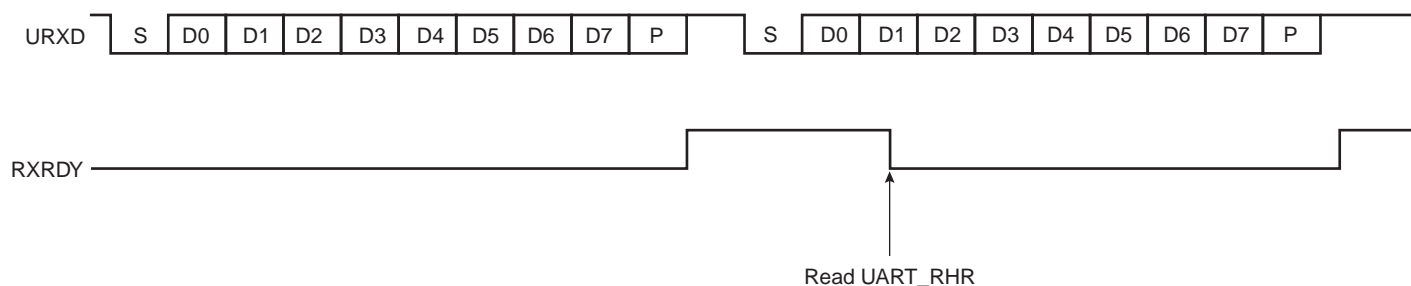 URXD S D0 D1 D2 D3 D4 D5 D6 D7 P S D0 D1 D2 D3 D4 D5 D6 D7 P
RXRDY
Read UART_RHR